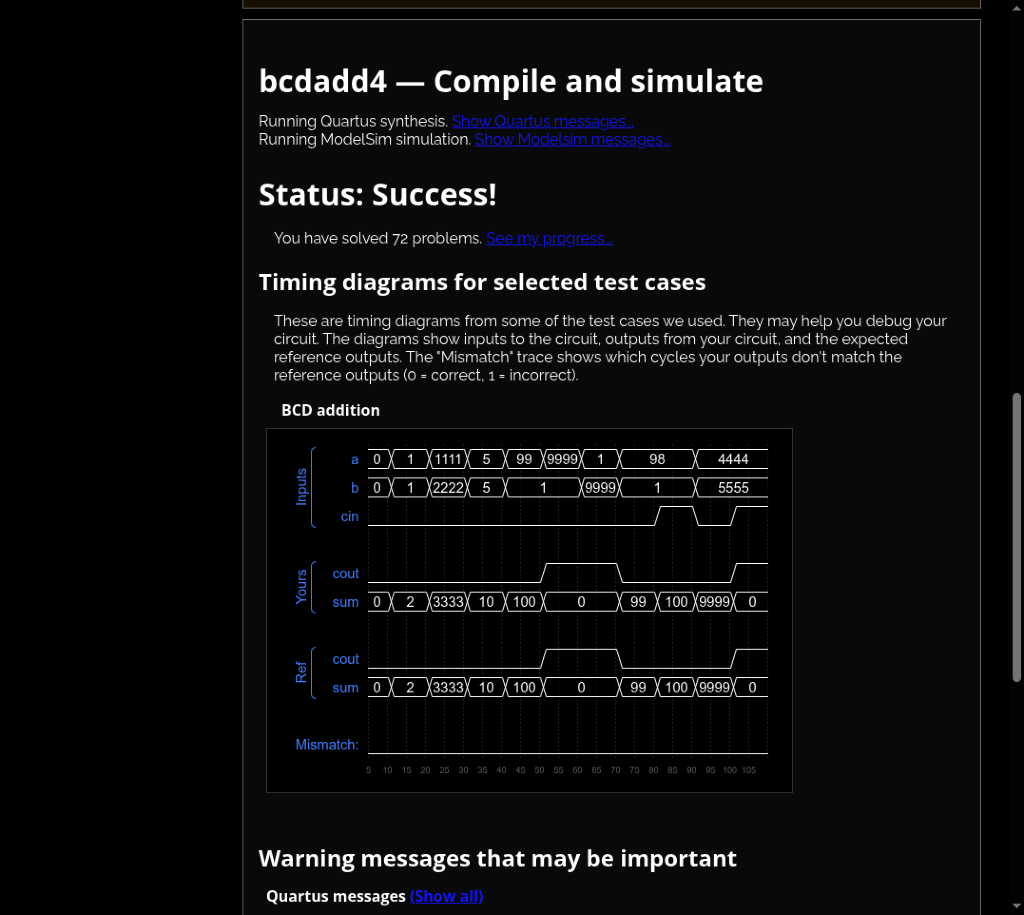 bcdadd4 — Compile and simulate
Running Quartus synthesis. Show Quartus messages...
Running ModelSim simulation. Show Modelsim messages...
Status: Success!
You have solved 72 problems. See my progress...
Timing diagrams for selected test cases
These are timing diagrams from some of the test cases we used. They may help you debug your
circuit. The diagrams show inputs to the circuit, outputs from your circuit, and the expected
reference outputs. The "Mismatch" trace shows which cycles your outputs don't match the
reference outputs (0 = correct, 1 = incorrect).
BCD addition
Inputs
a 0 1 1111 5 99 9999 1 98 4444
b 0 1 2222 5 1 9999 1 5555
cin
Yours
cout
sum 0 2 3333 10 100 0 99 100 9999 0
Ref
cout
sum 0 2 3333 10 100 0 99 100 9999 0
Mismatch:
5 10 15 20 25 30 35 40 45 50 55 60 65 70 75 80 85 90 95 100 105
Warning messages that may be important
Quartus messages (Show all)